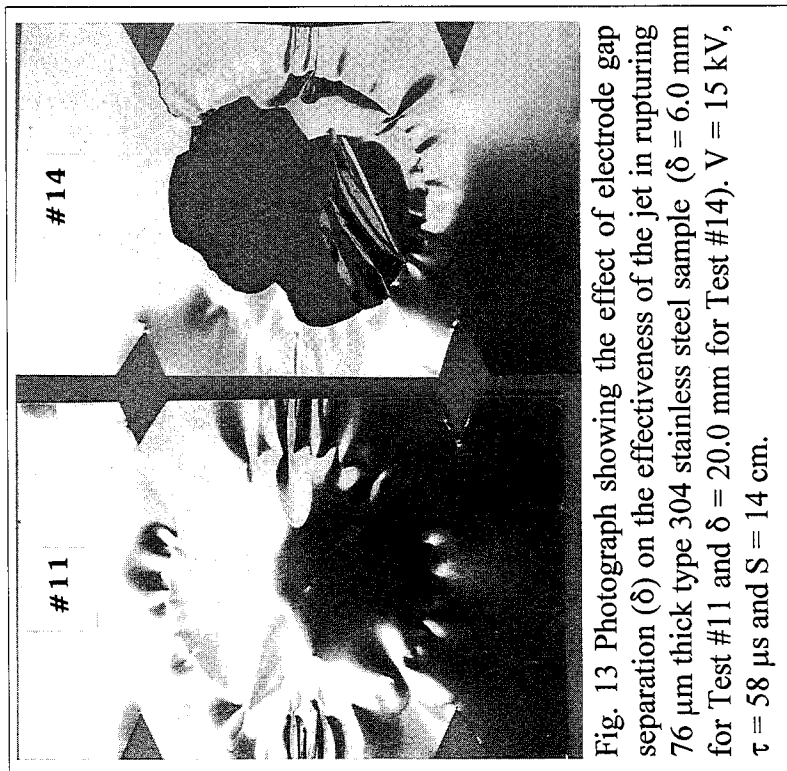 #11
#14
Fig. 13 Photograph showing the effect of electrode gap
separation (δ) on the effectiveness of the jet in rupturing
76 μm thick type 304 stainless steel sample (δ = 6.0 mm
for Test #11 and δ = 20.0 mm for Test #14). V = 15 kV,
τ = 58 μs and S = 14 cm.